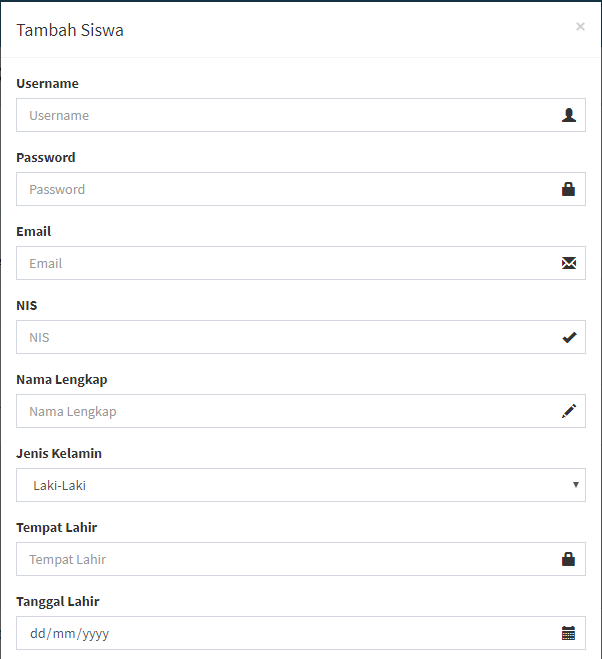 Tambah Siswa
×
Username
Username
Password
Password
Email
Email
NIS
NIS
Nama Lengkap
Nama Lengkap
Jenis Kelamin
Laki-Laki
Tempat Lahir
Tempat Lahir
Tanggal Lahir
dd/mm/yyyy